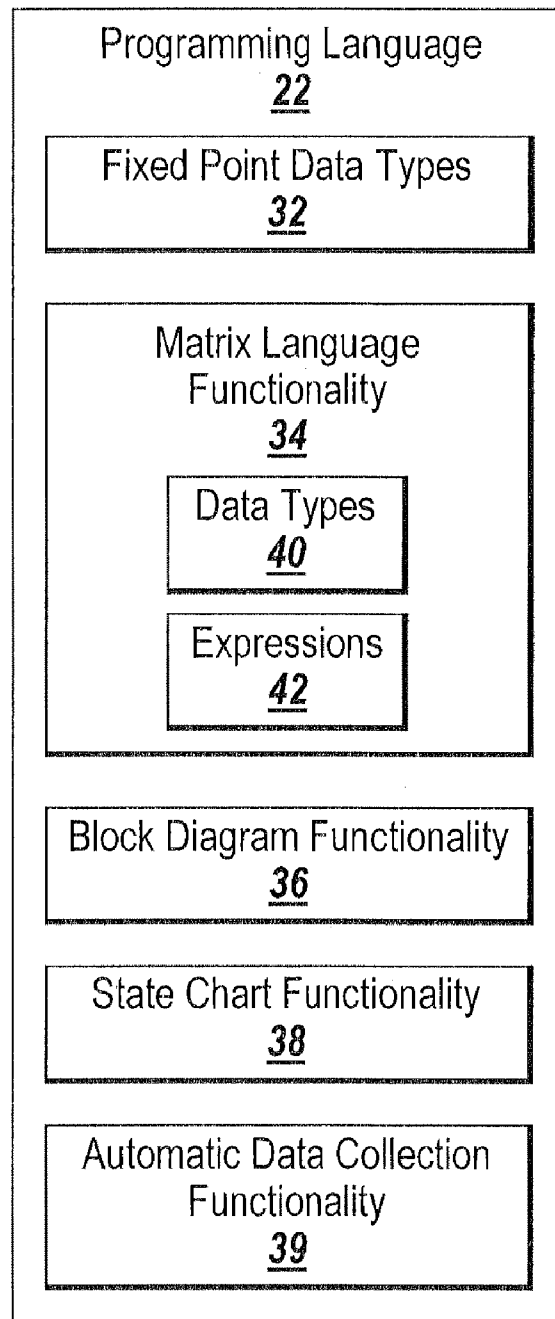 Programming Language
22
Fixed Point Data Types
32
Matrix Language
Functionality
34
Data Types
40
Expressions
42
Block Diagram Functionality
36
State Chart Functionality
38
Automatic Data Collection
Functionality
39